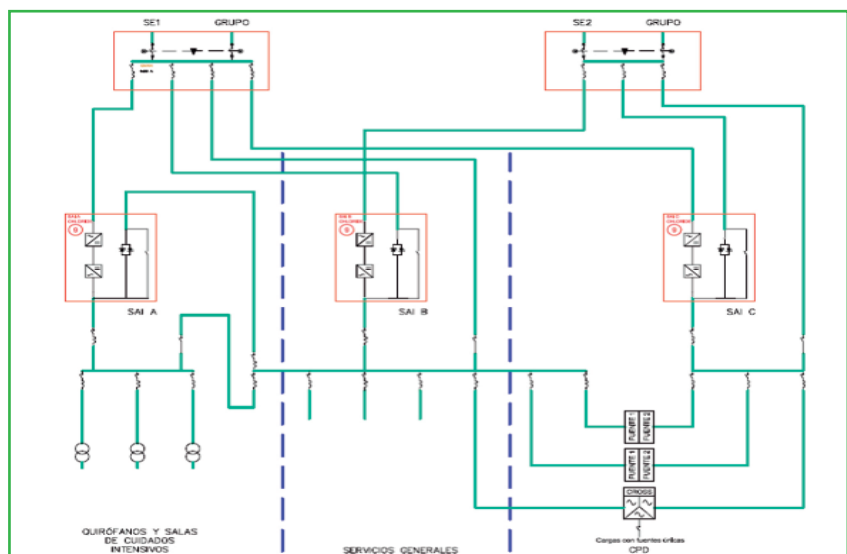 SE1 GRUPO
SE2 GRUPO
SAI A
SAI B
SAI C
FUENTE 1 FUENTE 2
FUENTE 1 FUENTE 2
CROSS
Cargas con fuentes únicas
CPD
QUIRÓFANOS Y SALAS
DE CUIDADOS
INTENSIVOS
SERVICIOS GENERALES